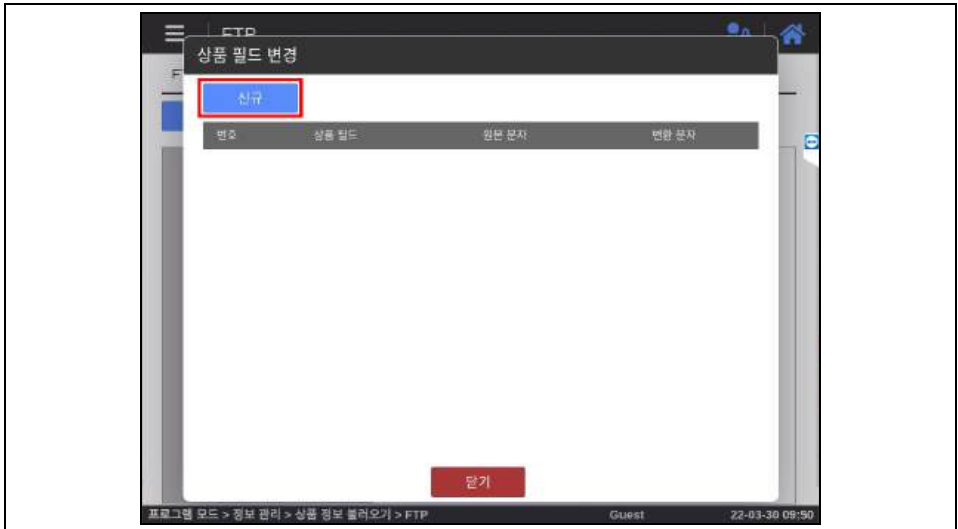 FTP
상품 필드 변경
신규
번호 상품 필드 원본 문자 변환 문자
닫기
프로그램 모드 > 정보 관리 > 상품 정보 불러오기 > FTP Guest 22-03-30 09:50